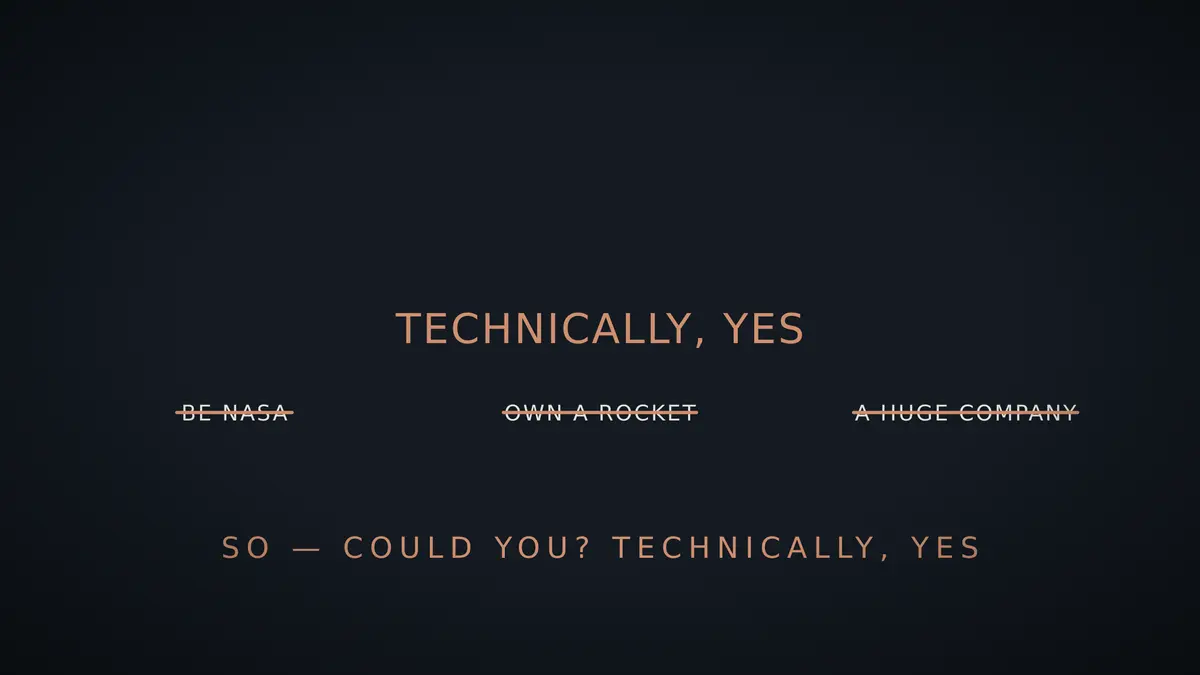 TECHNICALLY, YES
BE NASA OWN A ROCKET A HUGE COMPANY
SO — COULD YOU? TECHNICALLY, YES